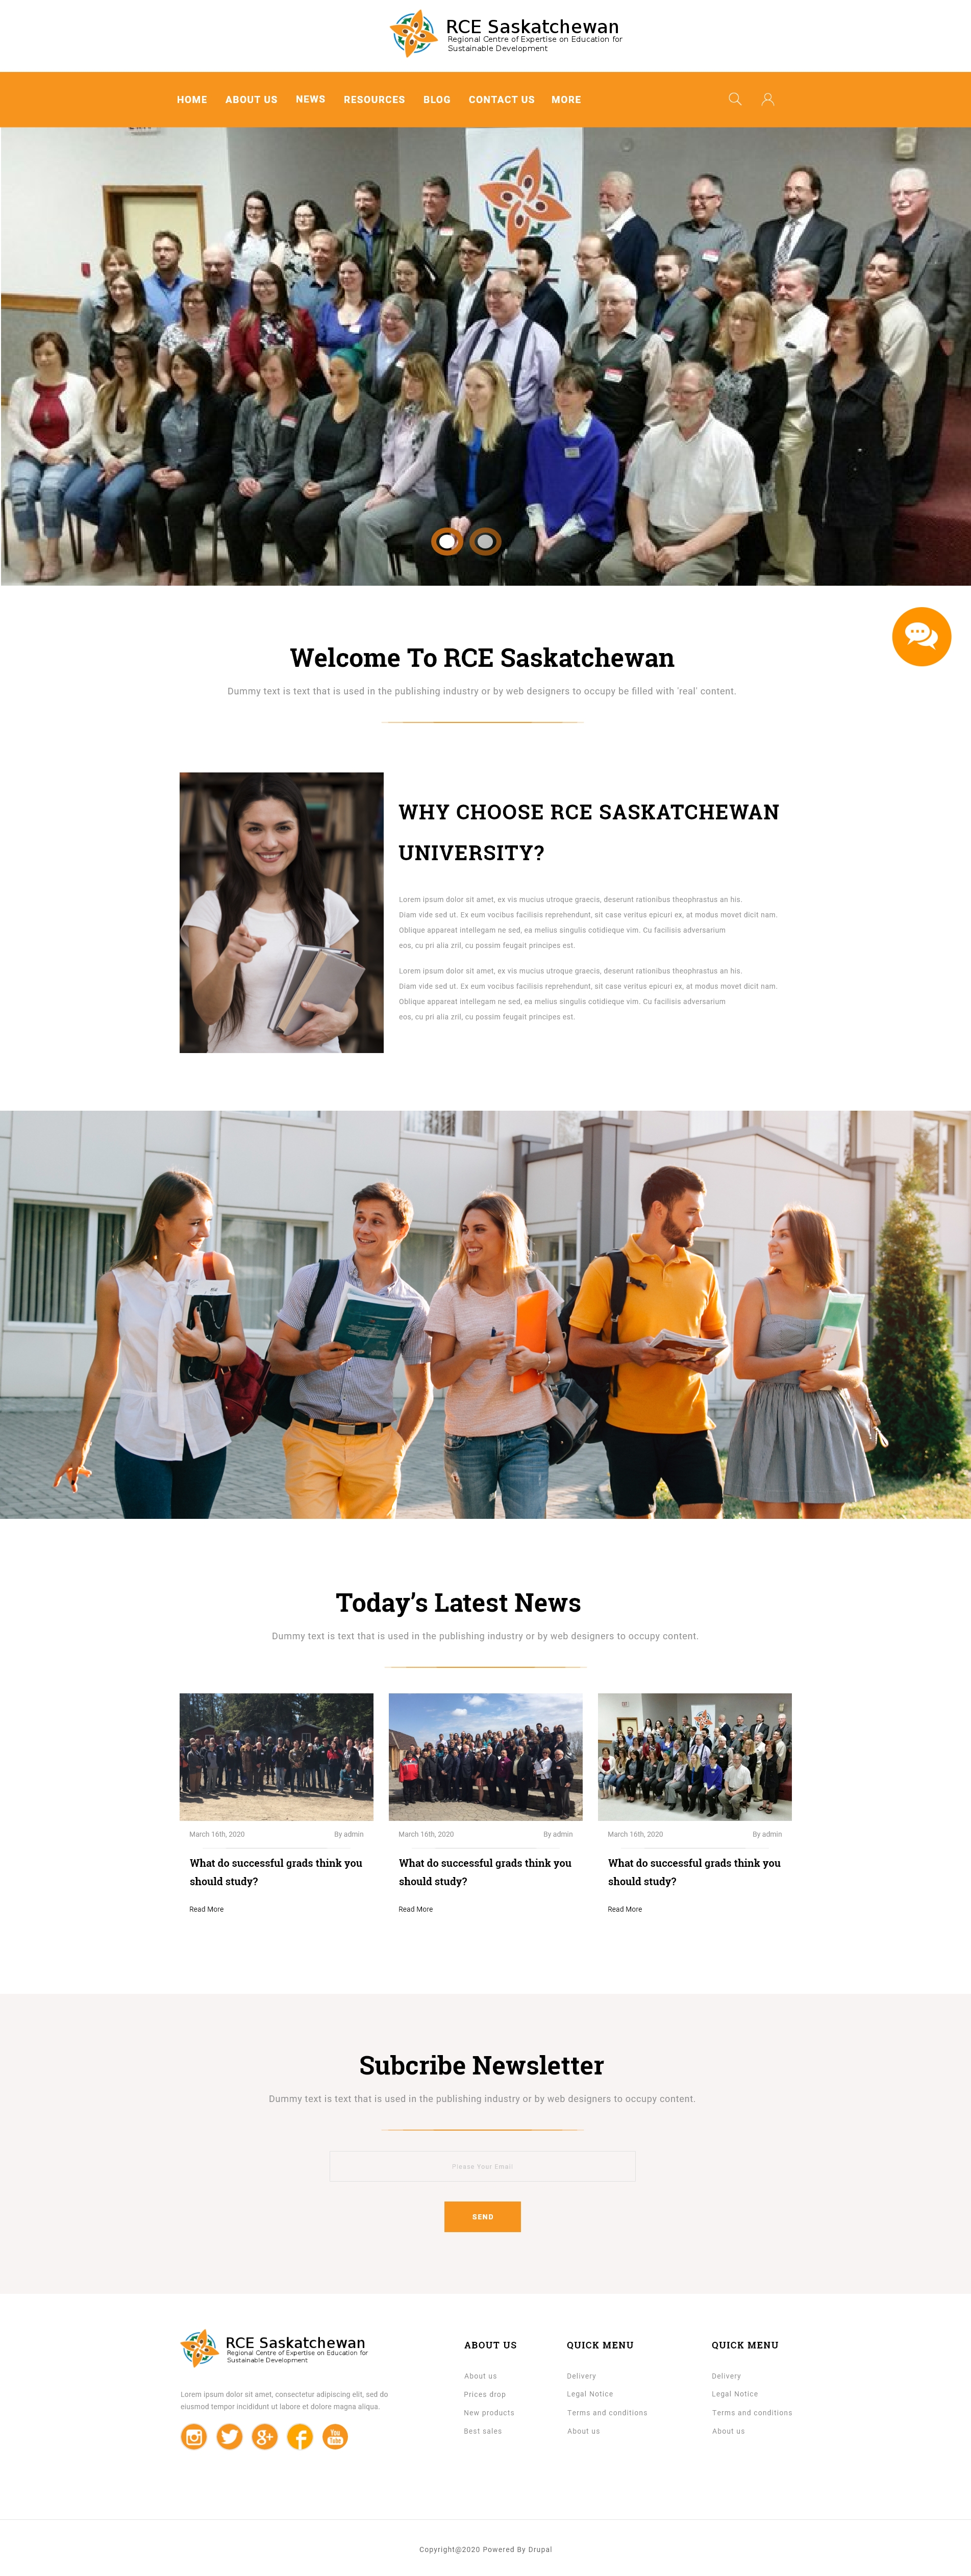 RCE Saskatchewan
Regional Centre of Expertise on Education for
Sustainable Development
HOME ABOUT US NEWS RESOURCES BLOG CONTACT US MORE
Welcome To RCE Saskatchewan
Dummy text is text that is used in the publishing industry or by web designers to occupy be filled with 'real' content.
WHY CHOOSE RCE SASKATCHEWAN
UNIVERSITY?
Lorem ipsum dolor sit amet, ex vis mucius utroque graecis, deserunt rationibus theophrastus an his.
Diam vide sed ut. Ex eum vocibus facilisis reprehendunt, sit case veritus epicuri ex, at modus movet dicit nam.
Oblique appareat intellegam ne sed, ea melius singulis cotidieque vim. Cu facilisis adversarium
eos, cu pri alia zril, cu possim feugait principes est.
Lorem ipsum dolor sit amet, ex vis mucius utroque graecis, deserunt rationibus theophrastus an his.
Diam vide sed ut. Ex eum vocibus facilisis reprehendunt, sit case veritus epicuri ex, at modus movet dicit nam.
Oblique appareat intellegam ne sed, ea melius singulis cotidieque vim. Cu facilisis adversarium
eos, cu pri alia zril, cu possim feugait principes est.
Today's Latest News
Dummy text is text that is used in the publishing industry or by web designers to occupy content.
March 16th, 2020 By admin
What do successful grads think you
should study?
Read More
March 16th, 2020 By admin
What do successful grads think you
should study?
Read More
March 16th, 2020 By admin
What do successful grads think you
should study?
Read More
Subcribe Newsletter
Dummy text is text that is used in the publishing industry or by web designers to occupy content.
Please Your Email
SEND
RCE Saskatchewan
Regional Centre of Expertise on Education for
Sustainable Development
Lorem ipsum dolor sit amet, consectetur adipiscing elit, sed do
eiusmod tempor incididunt ut labore et dolore magna aliqua.
You
Tube
ABOUT US
About us
Prices drop
New products
Best sales
QUICK MENU
Delivery
Legal Notice
Terms and conditions
About us
QUICK MENU
Delivery
Legal Notice
Terms and conditions
About us
Copyright@2020 Powered By Drupal